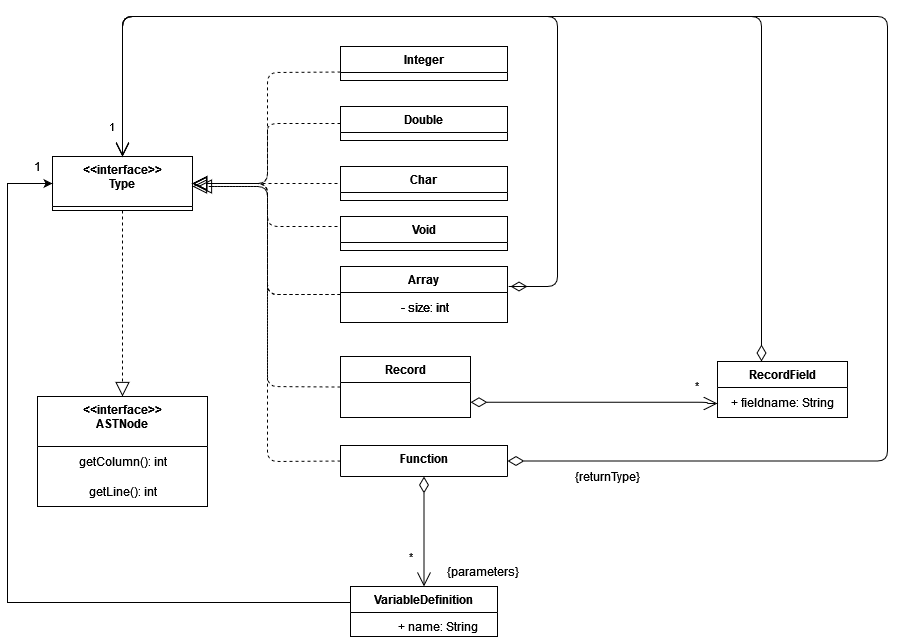 Integer
Double
1
1
<<interface>>
Type
Char
Void
Array
- size: int
Record
*
RecordField
+ fieldname: String
<<interface>>
ASTNode
getColumn(): int
getLine(): int
Function
{returnType}
*
{parameters}
VariableDefinition
+ name: String